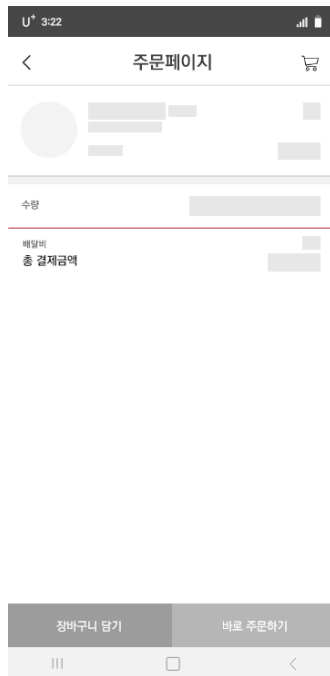 U⁺ 3:22
주문페이지
수량
배달비
총 결제금액
장바구니 담기
바로 주문하기